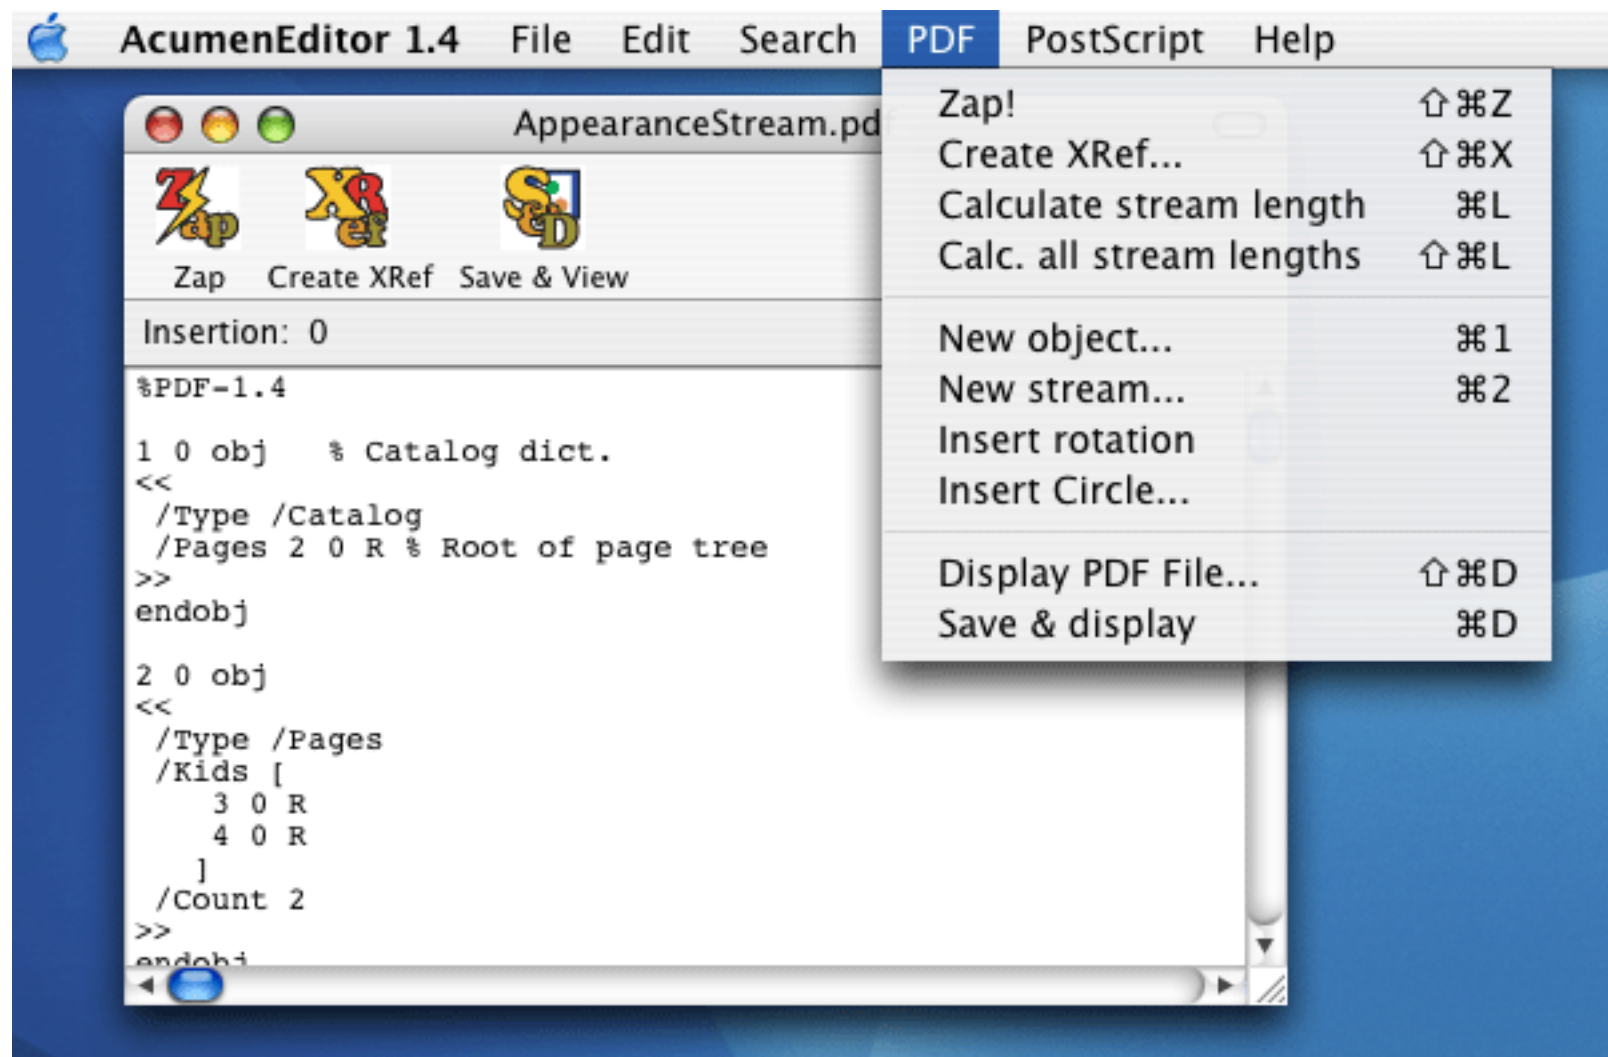 AcumenEditor 1.4 File Edit Search PDF PostScript Help
AppearanceStream.pd
Zap Create XRef Save & View
Insertion: 0
%PDF-1.4
1 0 obj % Catalog dict.
<<
/Type /Catalog
/Pages 2 0 R % Root of page tree
>>
endobj
2 0 obj
<<
/Type /Pages
/Kids [
3 0 R
4 0 R
]
/Count 2
>>
endobj
Zap! ⇧⌘Z
Create XRef... ⇧⌘X
Calculate stream length ⌘L
Calc. all stream lengths ⇧⌘L
New object... ⌘1
New stream... ⌘2
Insert rotation
Insert Circle...
Display PDF File... ⇧⌘D
Save & display ⌘D